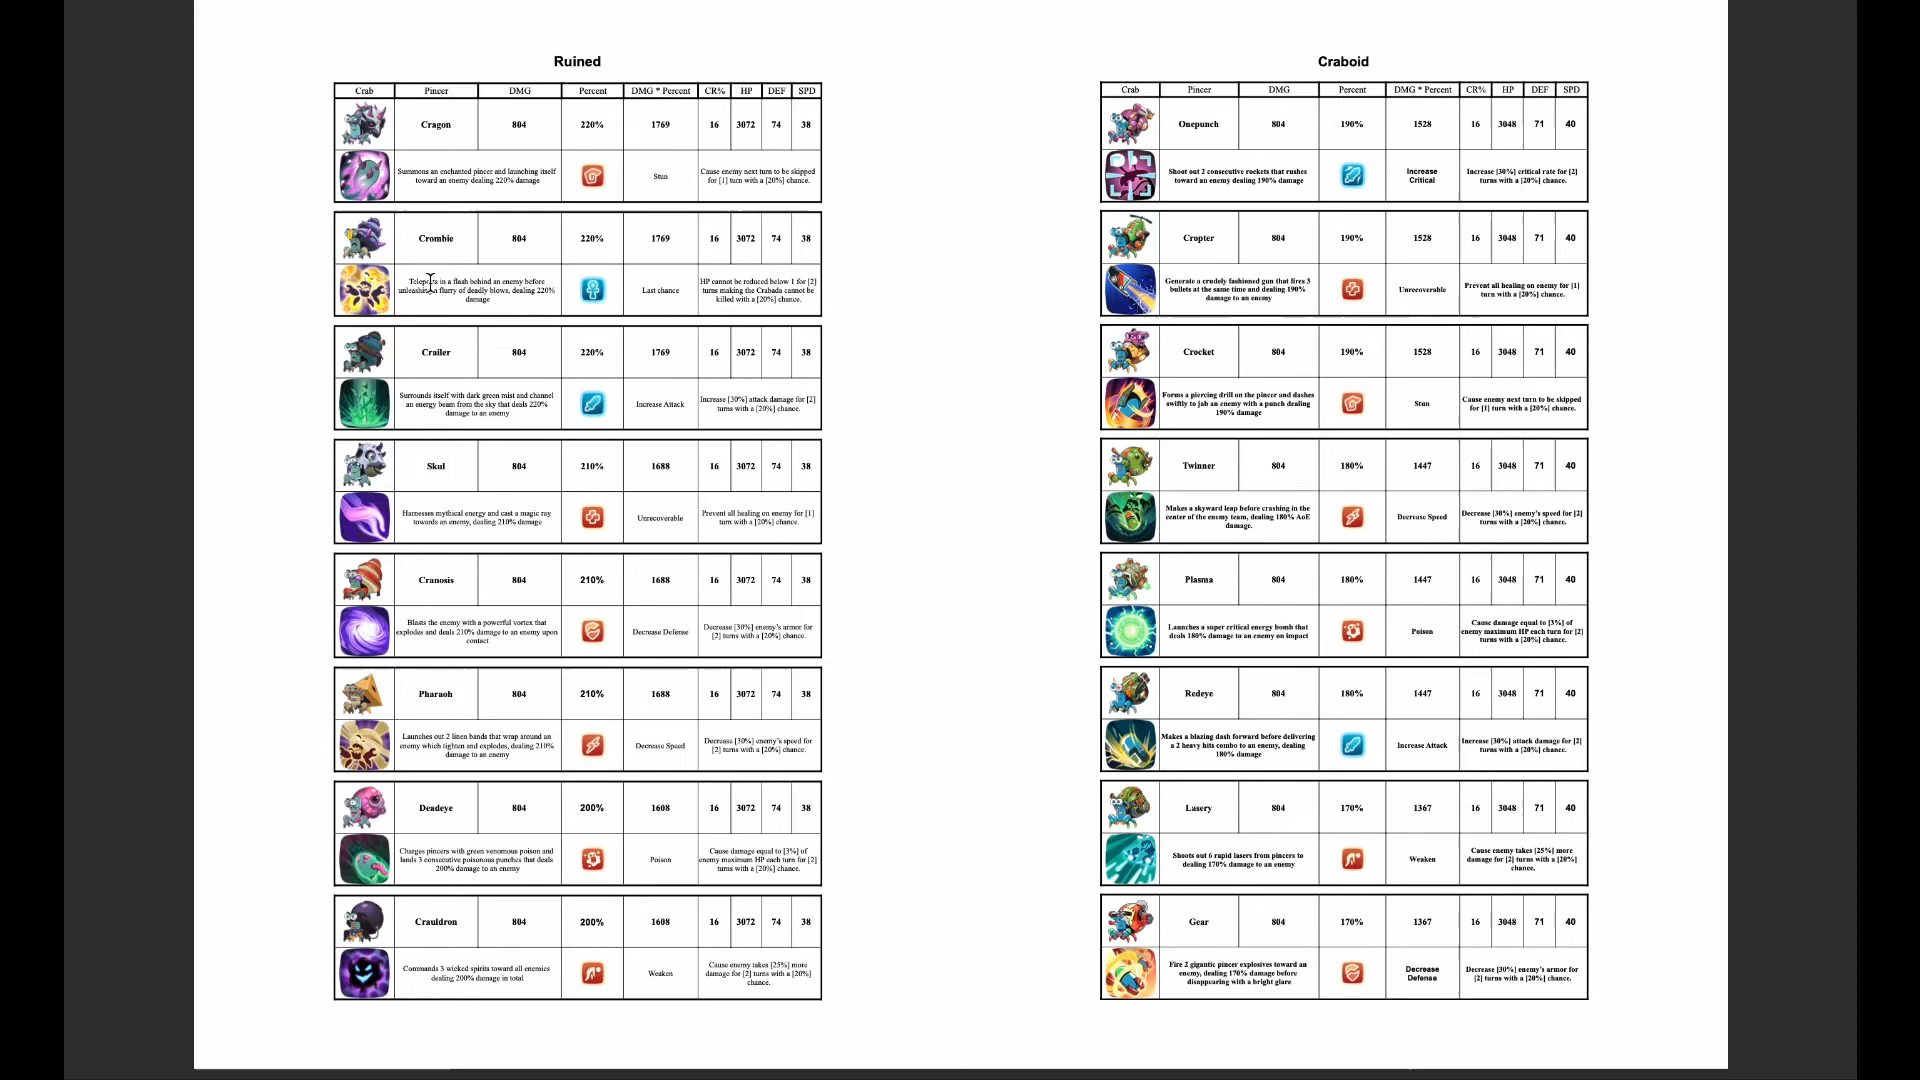 Ruined
Crab Pincer DMG Percent DMG * Percent CR% HP DEF SPD
Cragon 804 220% 1769 16 3072 74 38
Summons an enchanted pincer and launching itself
toward an enemy dealing 220% damage
Stun
Cause enemy next turn to be skipped
for [1] turn with a [20%] chance.
Crombie 804 220% 1769 16 3072 74 38
Teleports in a flash behind an enemy before
unleashing a flurry of deadly blows, dealing 220%
damage
Last chance
HP cannot be reduced below 1 for [2]
turns making the Crabada cannot be
killed with a [20%] chance.
Crailer 804 220% 1769 16 3072 74 38
Surrounds itself with dark green mist and channel
an energy beam from the sky that deals 220%
damage to an enemy
Increase Attack
Increase [30%] attack damage for [2]
turns with a [20%] chance.
Skul 804 210% 1688 16 3072 74 38
Harnesses mythical energy and cast a magic ray
towards an enemy, dealing 210% damage
Unrecoverable
Prevent all healing on enemy for [1]
turn with a [20%] chance.
Cranosis 804 210% 1688 16 3072 74 38
Blasts the enemy with a powerful vortex that
explodes and deals 210% damage to an enemy upon
contact
Decrease Defense
Decrease [30%] enemy's armor for
[2] turns with a [20%] chance.
Pharaoh 804 210% 1688 16 3072 74 38
Launches out 2 linen bands that wrap around an
enemy which tighten and explodes, dealing 210%
damage to an enemy
Decrease Speed
Decrease [30%] enemy's speed for
[2] turns with a [20%] chance.
Deadeye 804 200% 1608 16 3072 74 38
Charges pincers with green venomous poison and
lands 3 consecutive poisonous punches that deals
200% damage to an enemy
Poison
Cause damage equal to [3%] of
enemy maximum HP each turn for [2]
turns with a [20%] chance.
Crauldron 804 200% 1608 16 3072 74 38
Commands 3 wicked spirits toward all enemies
dealing 200% damage in total
Weaken
Cause enemy takes [25%] more
damage for [2] turns with a [20%]
chance.
Craboid
Crab Pincer DMG Percent DMG * Percent CR% HP DEF SPD
Onepunch 804 190% 1528 16 3048 71 40
Shoot out 2 consecutive rockets that rushes
toward an enemy dealing 190% damage
Increase
Critical
Increase [30%] critical rate for [2]
turns with a [20%] chance.
Cropter 804 190% 1528 16 3048 71 40
Generate a crudely fashioned gun that fires 3
bullets at the same time and dealing 190%
damage to an enemy
Unrecoverable
Prevent all healing on enemy for [1]
turn with a [20%] chance.
Crocket 804 190% 1528 16 3048 71 40
Forms a piercing drill on the pincer and dashes
swiftly to jab an enemy with a punch dealing
190% damage
Stun
Cause enemy next turn to be skipped
for [1] turn with a [20%] chance.
Twinner 804 180% 1447 16 3048 71 40
Makes a skyward leap before crashing in the
center of the enemy team, dealing 180% AoE
damage.
Decrease Speed
Decrease [30%] enemy's speed for [2]
turns with a [20%] chance.
Plasma 804 180% 1447 16 3048 71 40
Launches a super critical energy bomb that
deals 180% damage to an enemy on impact
Poison
Cause damage equal to [3%] of
enemy maximum HP each turn for [2]
turns with a [20%] chance.
Redeye 804 180% 1447 16 3048 71 40
Makes a blazing dash forward before delivering
a 2 heavy hits combo to an enemy, dealing
180% damage
Increase Attack
Increase [30%] attack damage for [2]
turns with a [20%] chance.
Lasery 804 170% 1367 16 3048 71 40
Shoots out 6 rapid lasers from pincers to
dealing 170% damage to an enemy
Weaken
Cause enemy takes [25%] more
damage for [2] turns with a [20%]
chance.
Gear 804 170% 1367 16 3048 71 40
Fire 2 gigantic pincer explosives toward an
enemy, dealing 170% damage before
disappearing with a bright glare
Decrease
Defense
Decrease [30%] enemy's armor for
[2] turns with a [20%] chance.